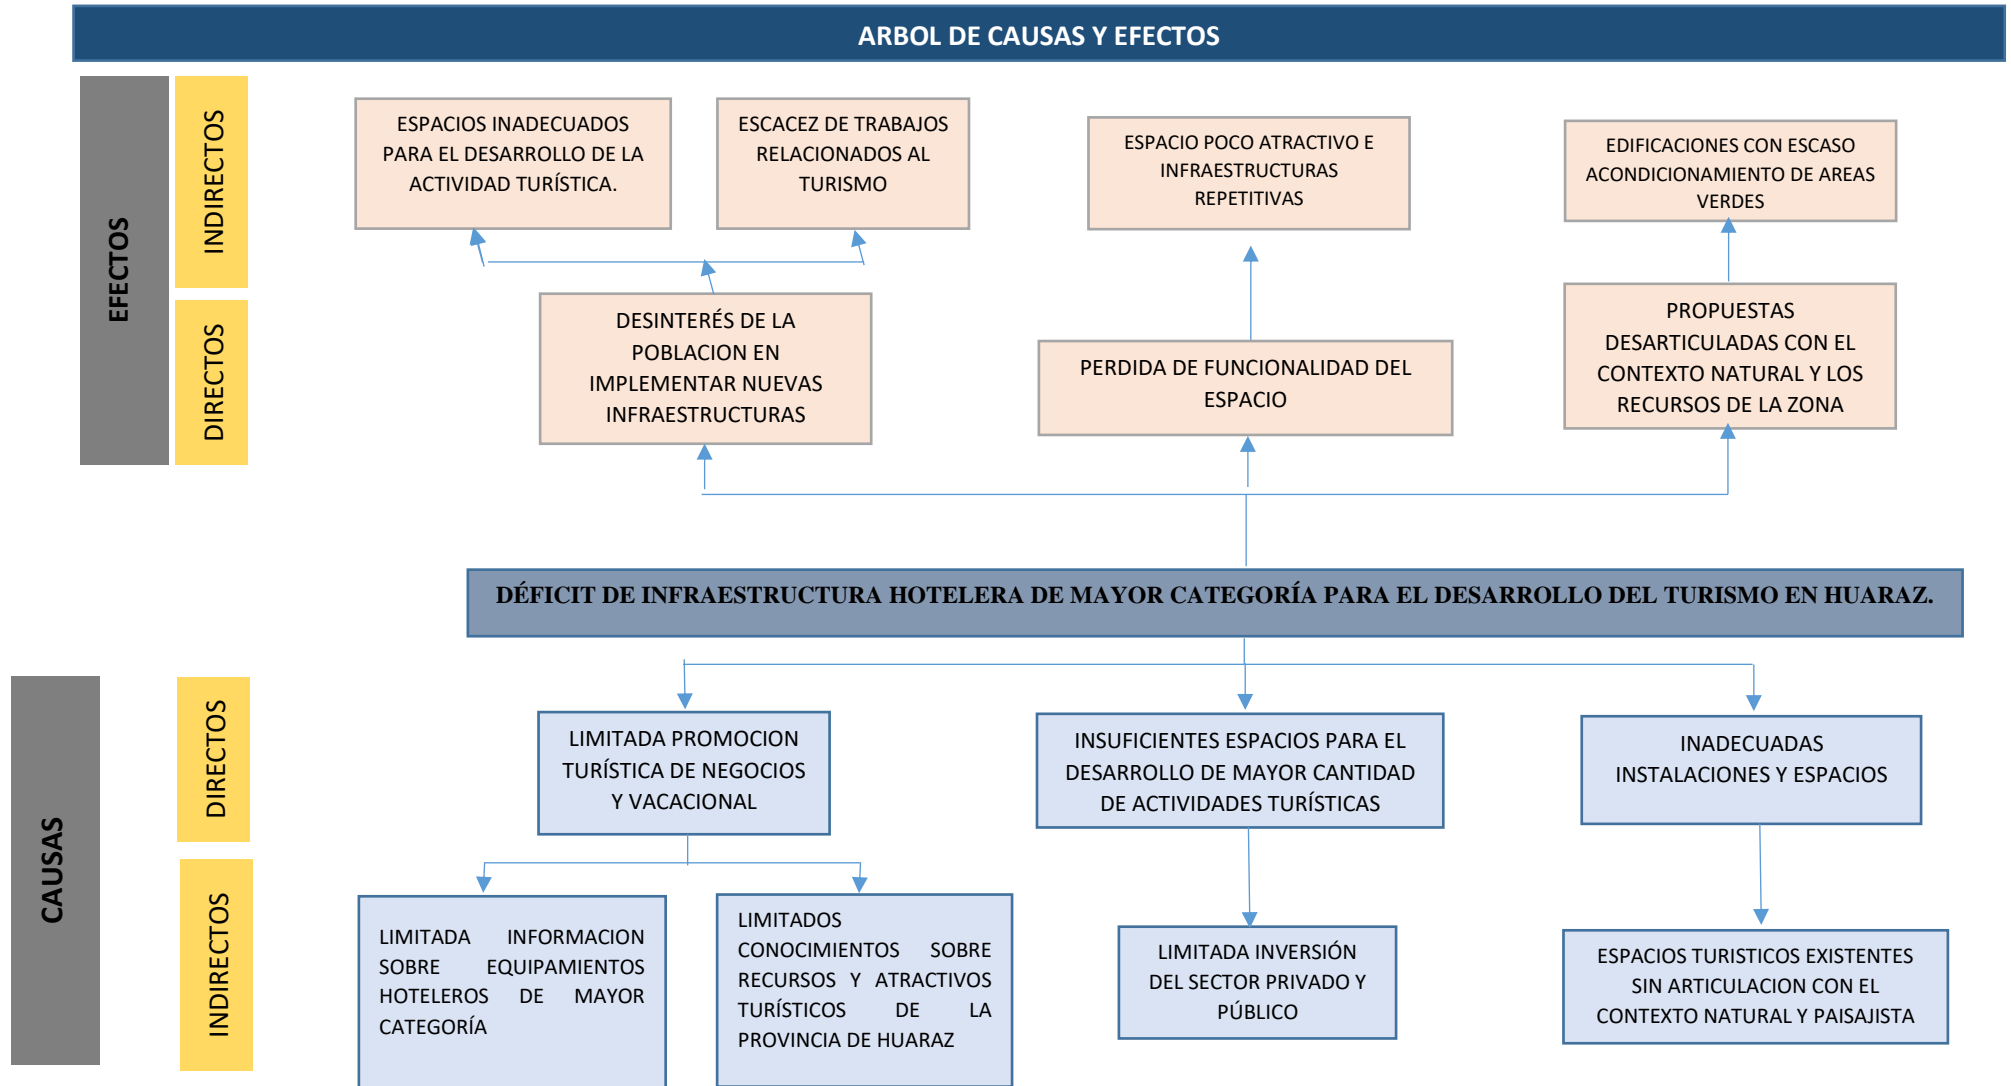 ARBOL DE CAUSAS Y EFECTOS
EFECTOS
INDIRECTOS
ESPACIOS INADECUADOS
PARA EL DESARROLLO DE LA
ACTIVIDAD TURÍSTICA.
ESCACEZ DE TRABAJOS
RELACIONADOS AL
TURISMO
ESPACIO POCO ATRACTIVO E
INFRAESTRUCTURAS
REPETITIVAS
EDIFICACIONES CON ESCASO
ACONDICIONAMIENTO DE AREAS
VERDES
DIRECTOS
DESINTERÉS DE LA
POBLACION EN
IMPLEMENTAR NUEVAS
INFRAESTRUCTURAS
PERDIDA DE FUNCIONALIDAD DEL
ESPACIO
PROPUESTAS
DESARTICULADAS CON EL
CONTEXTO NATURAL Y LOS
RECURSOS DE LA ZONA
DÉFICIT DE INFRAESTRUCTURA HOTELERA DE MAYOR CATEGORÍA PARA EL DESARROLLO DEL TURISMO EN HUARAZ.
CAUSAS
DIRECTOS
LIMITADA PROMOCION
TURÍSTICA DE NEGOCIOS
Y VACACIONAL
INSUFICIENTES ESPACIOS PARA EL
DESARROLLO DE MAYOR CANTIDAD
DE ACTIVIDADES TURÍSTICAS
INADECUADAS
INSTALACIONES Y ESPACIOS
INDIRECTOS
LIMITADA INFORMACION
SOBRE EQUIPAMIENTOS
HOTELEROS DE MAYOR
CATEGORÍA
LIMITADOS
CONOCIMIENTOS SOBRE
RECURSOS Y ATRACTIVOS
TURÍSTICOS DE LA
PROVINCIA DE HUARAZ
LIMITADA INVERSIÓN
DEL SECTOR PRIVADO Y
PÚBLICO
ESPACIOS TURISTICOS EXISTENTES
SIN ARTICULACION CON EL
CONTEXTO NATURAL Y PAISAJISTA